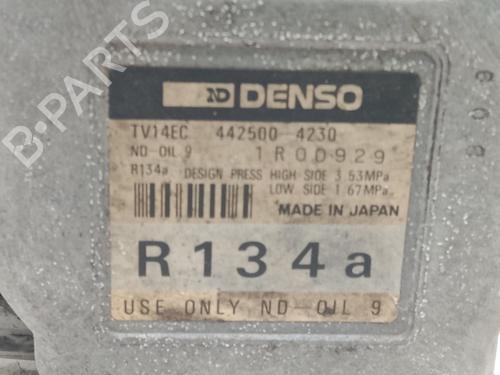 ND DENSO
TV14EC 442500-4230
ND-OIL 9 1R00929
R134a DESIGN PRESS HIGH SIDE 3.53MPa
LOW SIDE 1.67MPa
MADE IN JAPAN
R134a
USE ONLY ND-OIL 9
609
B-PARTS